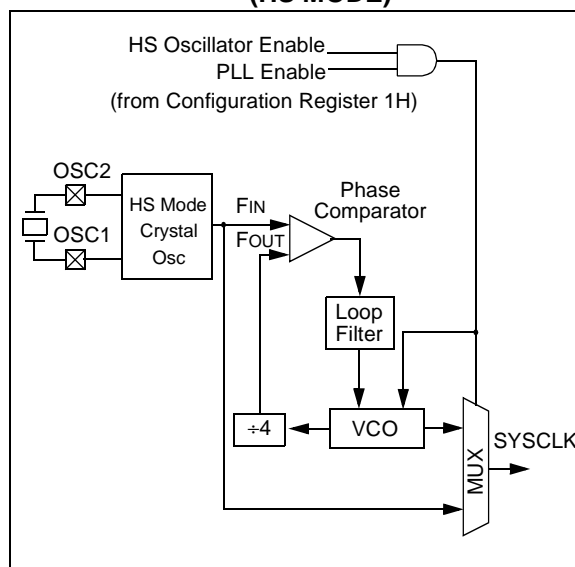 (HS MODE)
HS Oscillator Enable
PLL Enable
(from Configuration Register 1H)
OSC2
OSC1
HS Mode
Crystal
Osc
FIN
FOUT
Phase
Comparator
Loop
Filter
÷4
VCO
MUX
SYSCLK